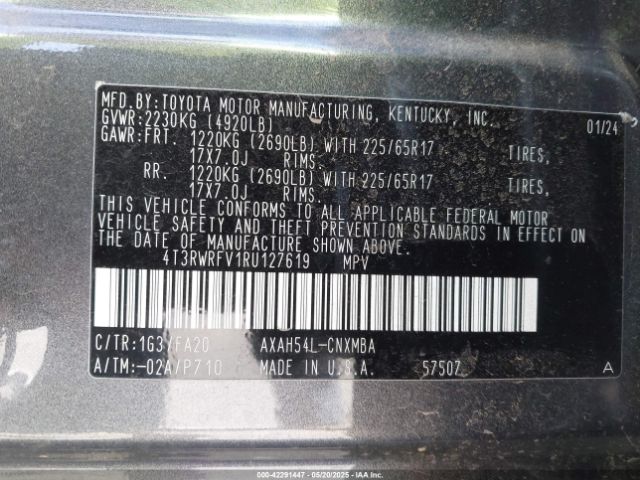 MFD.BY:TOYOTA MOTOR MANUFACTURING, KENTUCKY, INC. 01/24
GVWR:2230KG (4920LB)
GAWR:FRT. 1220KG (2690LB) WITH 225/65R17 TIRES,
17X7.0J RIMS.
RR. 1220KG (2690LB) WITH 225/65R17 TIRES,
17X7.0J RIMS.
THIS VEHICLE CONFORMS TO ALL APPLICABLE FEDERAL MOTOR
VEHICLE SAFETY AND THEFT PREVENTION STANDARDS IN EFFECT ON
THE DATE OF MANUFACTURE SHOWN ABOVE.
4T3RWRFV1RU127619 MPV
C/TR:1G3/FA20 AXAH54L-CNXMBA
A/TM:-02A/P710 MADE IN U.S.A. 57507 A
000-42291447 - 05/20/2025 - IAA Inc.